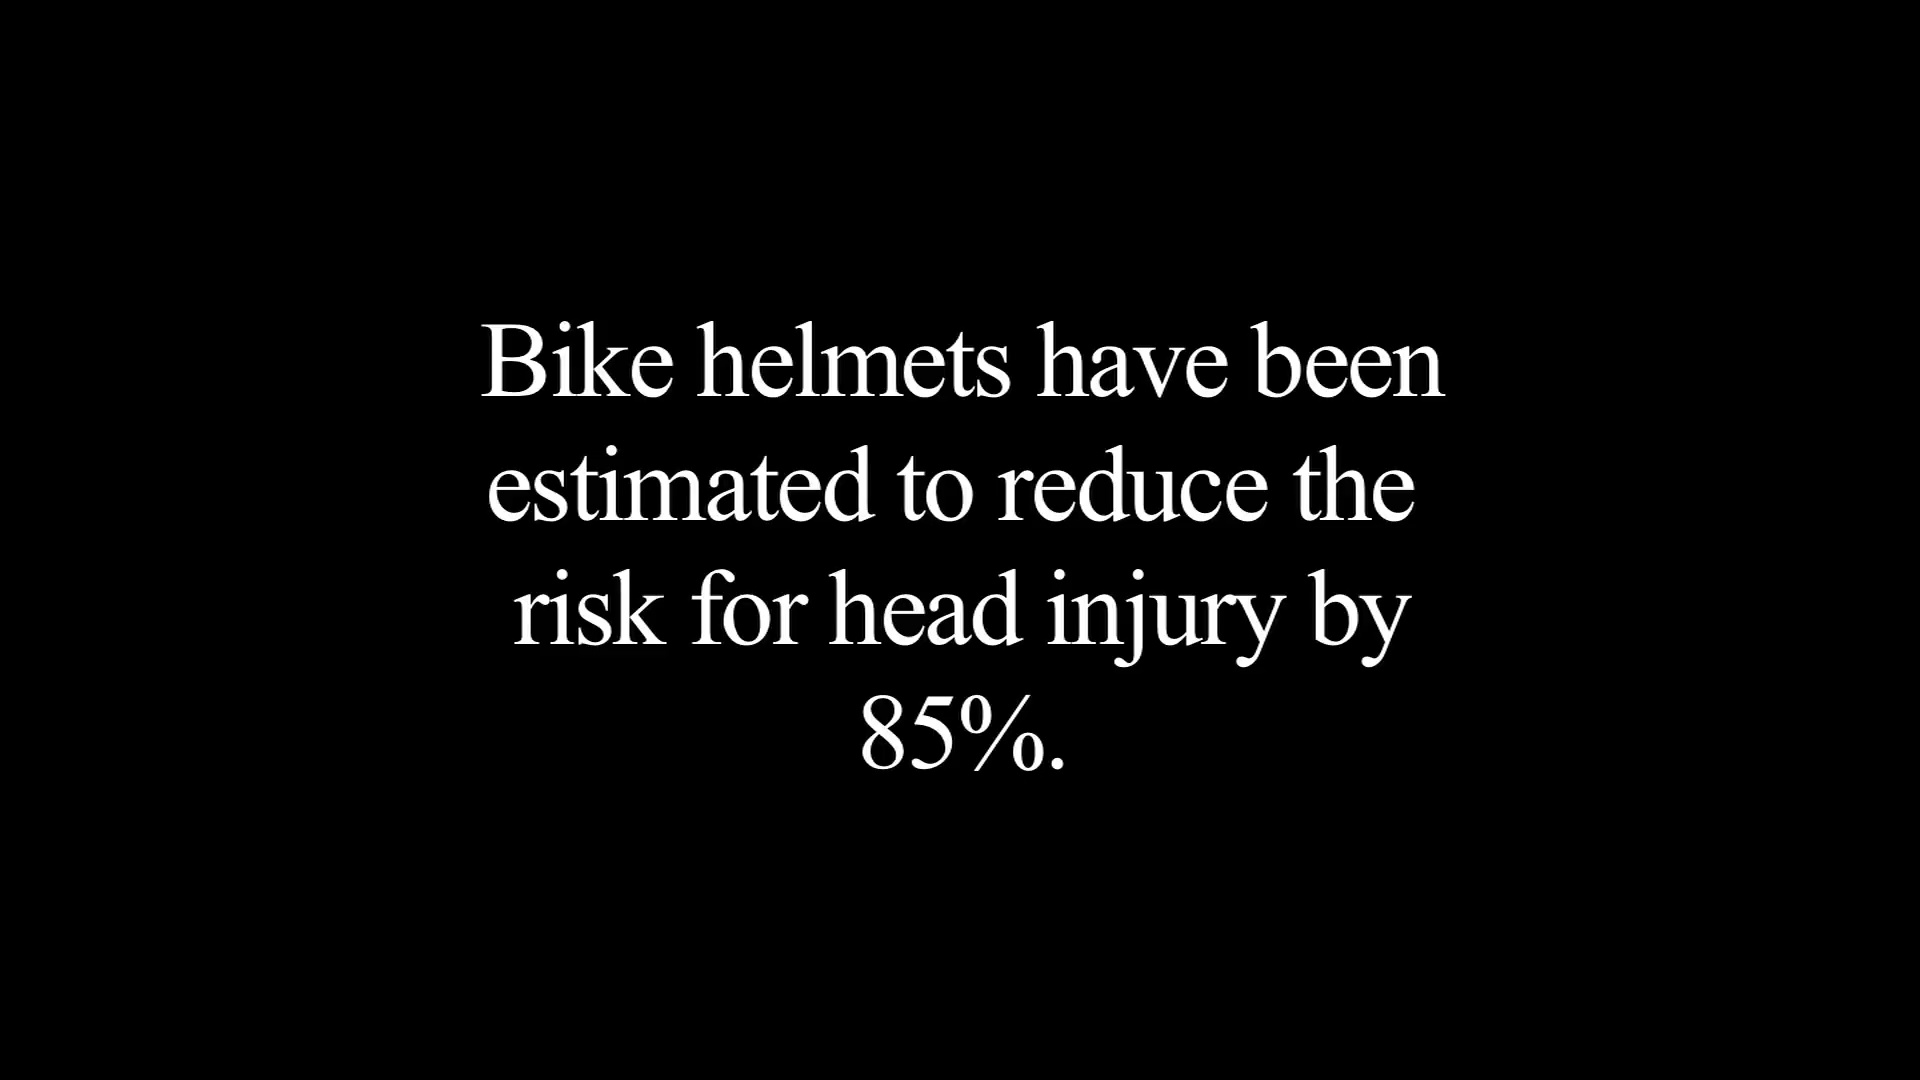 Bike helmets have been
estimated to reduce the
risk for head injury by
85%.